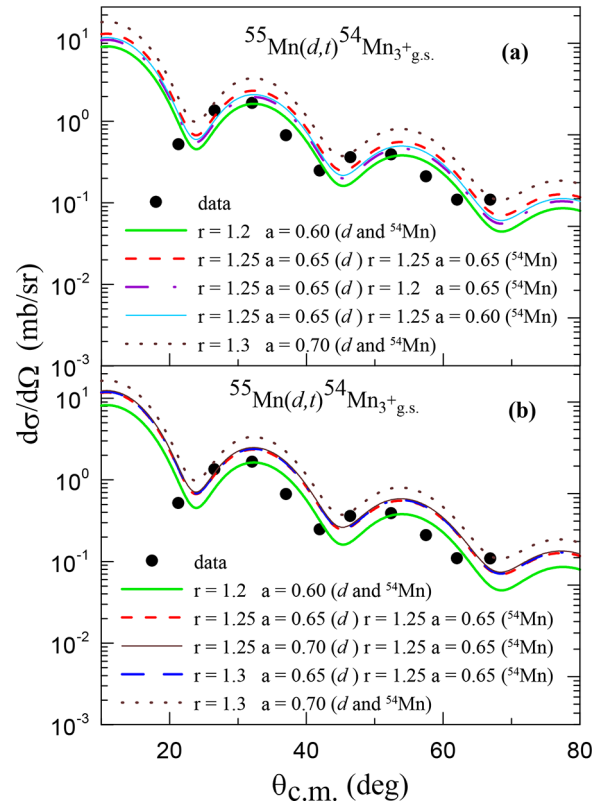 10¹
⁵⁵Mn(d,t)⁵⁴Mn₃⁺g.s.
(a)
10⁰
10⁻¹
data
r = 1.2 a = 0.60 (d and ⁵⁴Mn)
r = 1.25 a = 0.65 (d ) r = 1.25 a = 0.65 (⁵⁴Mn)
10⁻²
r = 1.25 a = 0.65 (d ) r = 1.2 a = 0.65 (⁵⁴Mn)
r = 1.25 a = 0.65 (d ) r = 1.25 a = 0.60 (⁵⁴Mn)
r = 1.3 a = 0.70 (d and ⁵⁴Mn)
10⁻³
dσ/dΩ (mb/sr)
⁵⁵Mn(d,t)⁵⁴Mn₃⁺g.s.
(b)
10¹
10⁰
10⁻¹
data
r = 1.2 a = 0.60 (d and ⁵⁴Mn)
r = 1.25 a = 0.65 (d ) r = 1.25 a = 0.65 (⁵⁴Mn)
10⁻²
r = 1.25 a = 0.70 (d ) r = 1.25 a = 0.65 (⁵⁴Mn)
r = 1.3 a = 0.65 (d ) r = 1.25 a = 0.65 (⁵⁴Mn)
r = 1.3 a = 0.70 (d and ⁵⁴Mn)
10⁻³
20 40 60 80
θc.m. (deg)